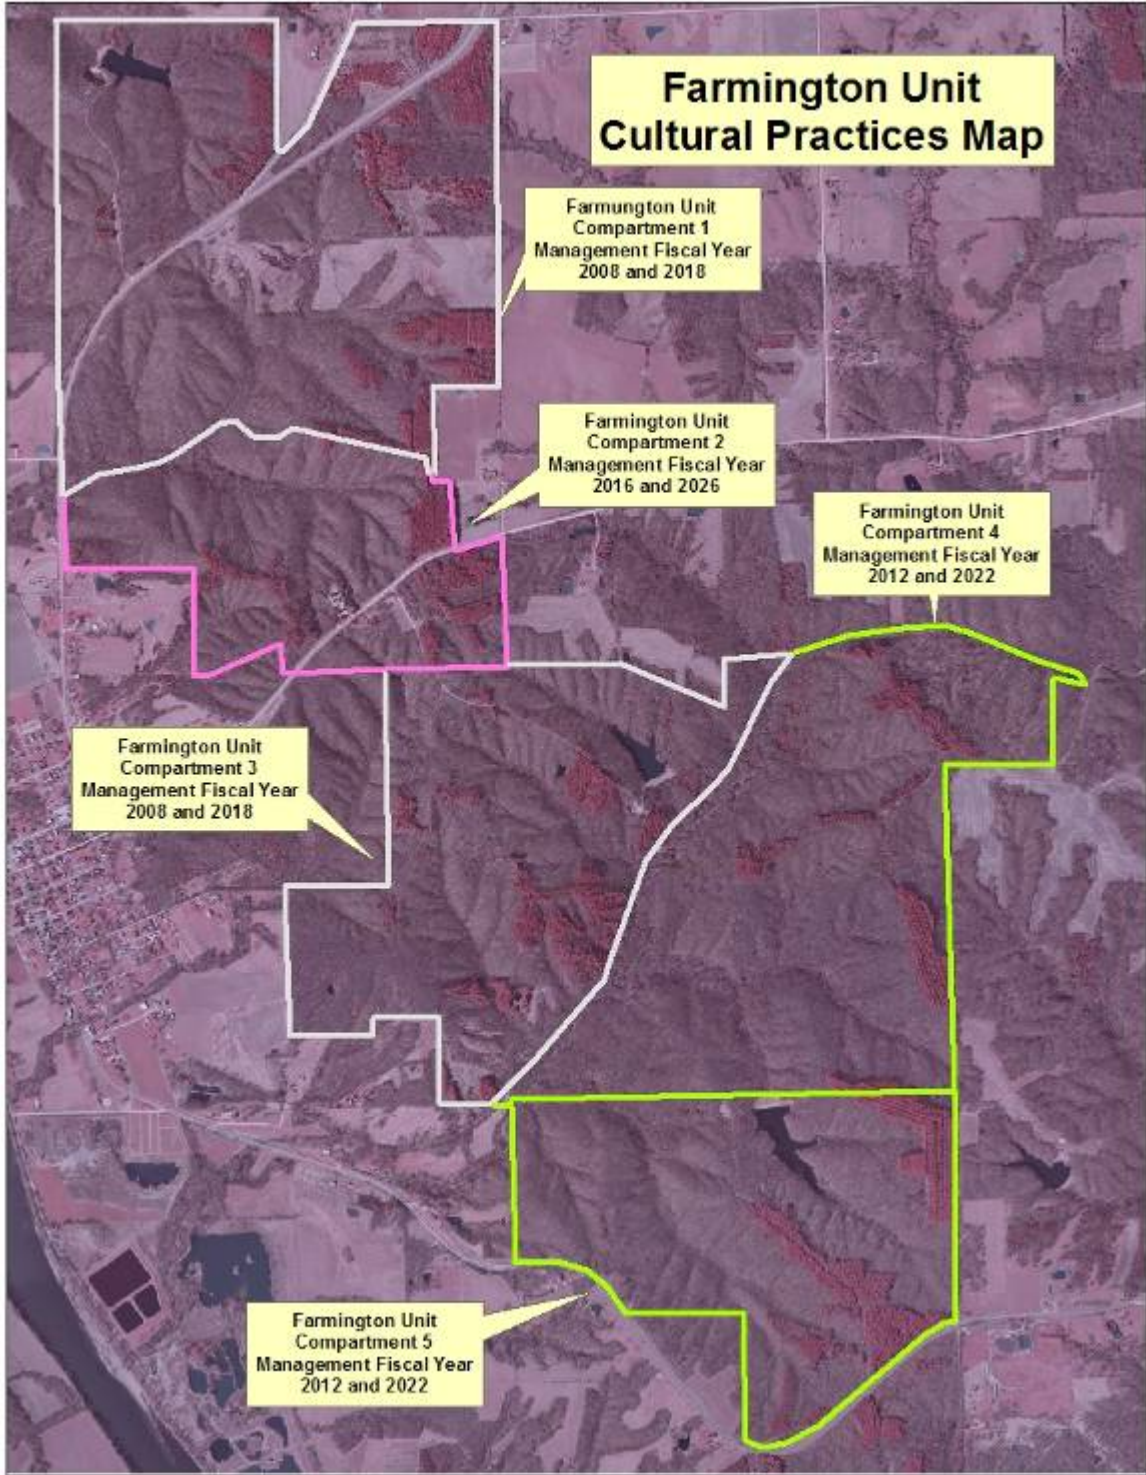 Farmington Unit
Cultural Practices Map
Farmungton Unit
Compartment 1
Management Fiscal Year
2008 and 2018
Farmington Unit
Compartment 2
Management Fiscal Year
2016 and 2026
Farmington Unit
Compartment 4
Management Fiscal Year
2012 and 2022
Farmington Unit
Compartment 3
Management Fiscal Year
2008 and 2018
Farmington Unit
Compartment 5
Management Fiscal Year
2012 and 2022